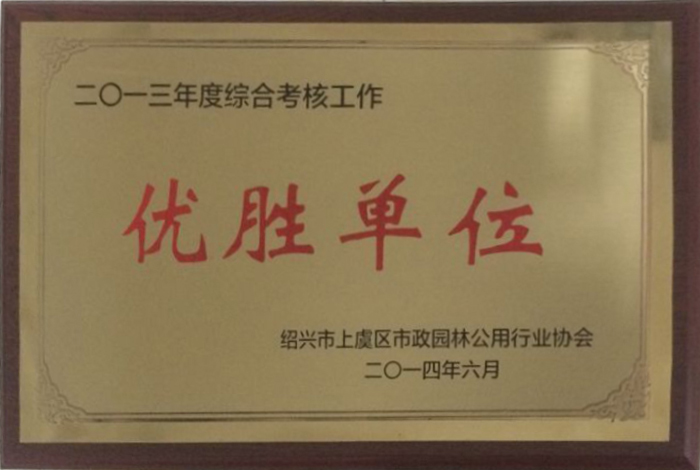 二〇一三年度综合考核工作
优胜单位
绍兴市上虞区市政园林公用行业协会
二〇一四年六月